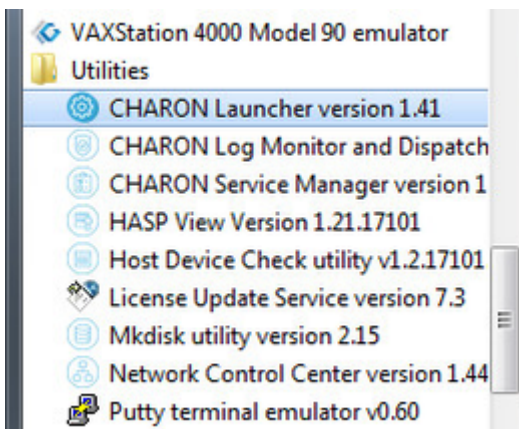 VAXStation 4000 Model 90 emulator
Utilities
CHARON Launcher version 1.41
CHARON Log Monitor and Dispatch
CHARON Service Manager version 1
HASP View Version 1.21.17101
Host Device Check utility v1.2.17101
License Update Service version 7.3
Mkdisk utility version 2.15
Network Control Center version 1.44
Putty terminal emulator v0.60